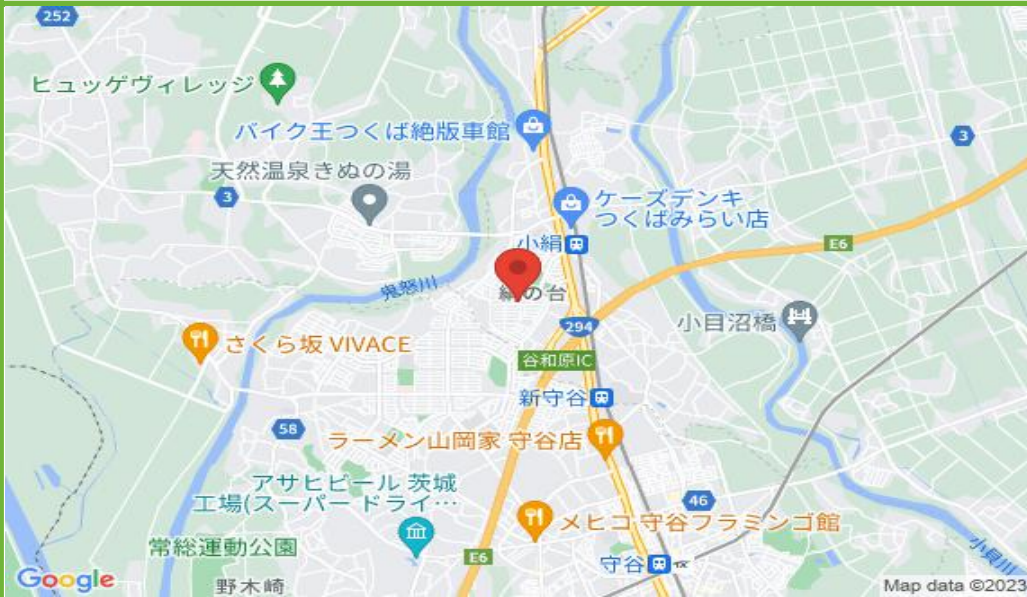 252
ヒュッゲヴィレッジ
バイク王つくば絶版車館
3
天然温泉きぬの湯
3
ケーズデンキ
つくばみらい店
小絹
E6
鬼怒川
の台
294
小目沼橋
さくら坂 VIVACE
谷和原IC
新守谷
58
ラーメン山岡家 守谷店
アサヒビール 茨城
工場(スーパードライ…
46
メヒコ 守谷フラミンゴ館
常総運動公園
E6
守谷
小貝川
野木崎
Google
Map data ©2023